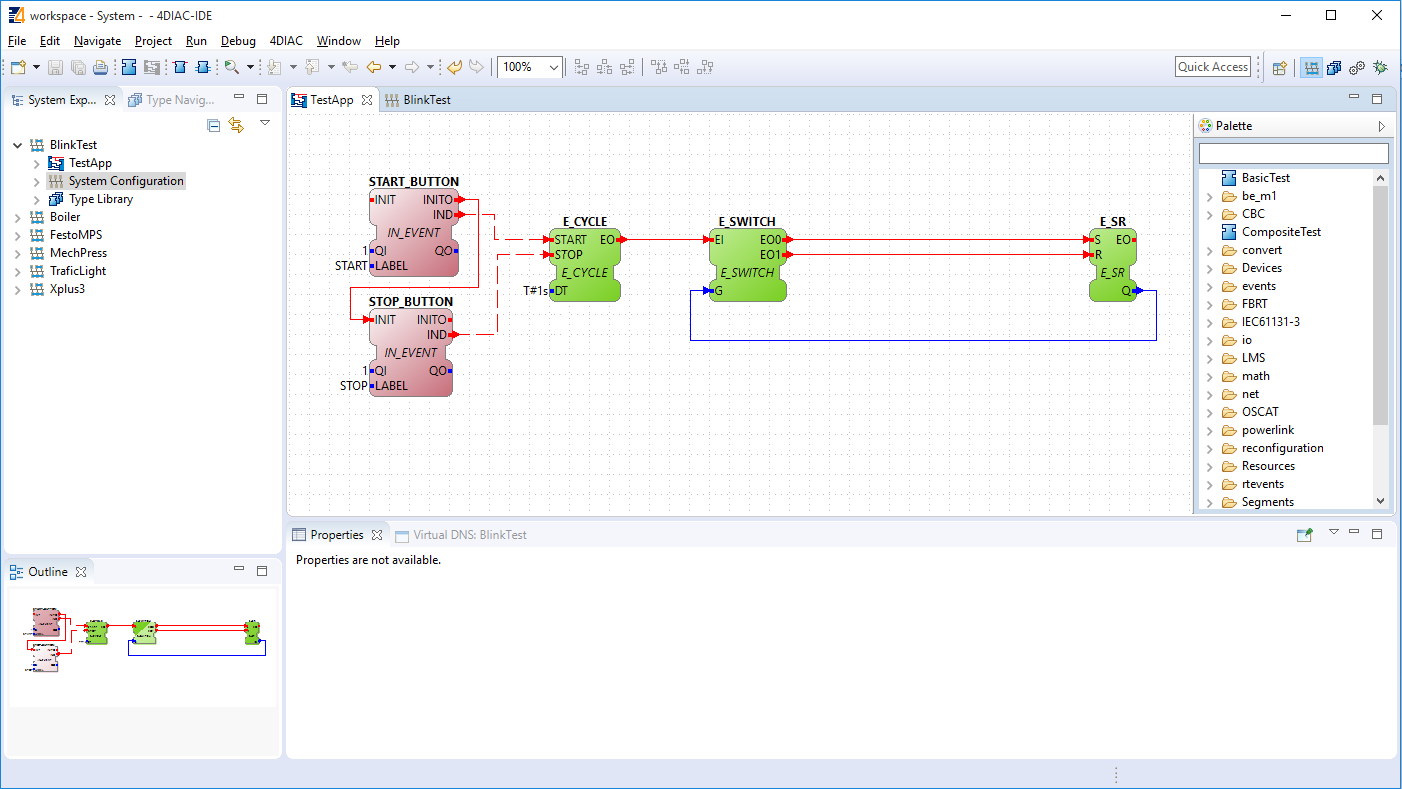 workspace - System - - 4DIAC-IDE
File Edit Navigate Project Run Debug 4DIAC Window Help
100%
Quick Access
System Exp...
Type Navig...
BlinkTest
TestApp
System Configuration
Type Library
Boiler
FestoMPS
MechPress
TraficLight
Xplus3
TestApp
BlinkTest
START_BUTTON
INIT INITO
IND
IN_EVENT
1 QI QO
START LABEL
STOP_BUTTON
INIT INITO
IND
IN_EVENT
1 QI QO
STOP LABEL
E_CYCLE
START EO
STOP
E_CYCLE
T#1s DT
E_SWITCH
EI EO0
EO1
E_SWITCH
G
E_SR
S EO
R
E_SR
Q
Palette
BasicTest
be_m1
CBC
CompositeTest
convert
Devices
events
FBRT
IEC61131-3
io
LMS
math
net
OSCAT
powerlink
reconfiguration
Resources
rtevents
Segments
Outline
Properties
Virtual DNS: BlinkTest
Properties are not available.